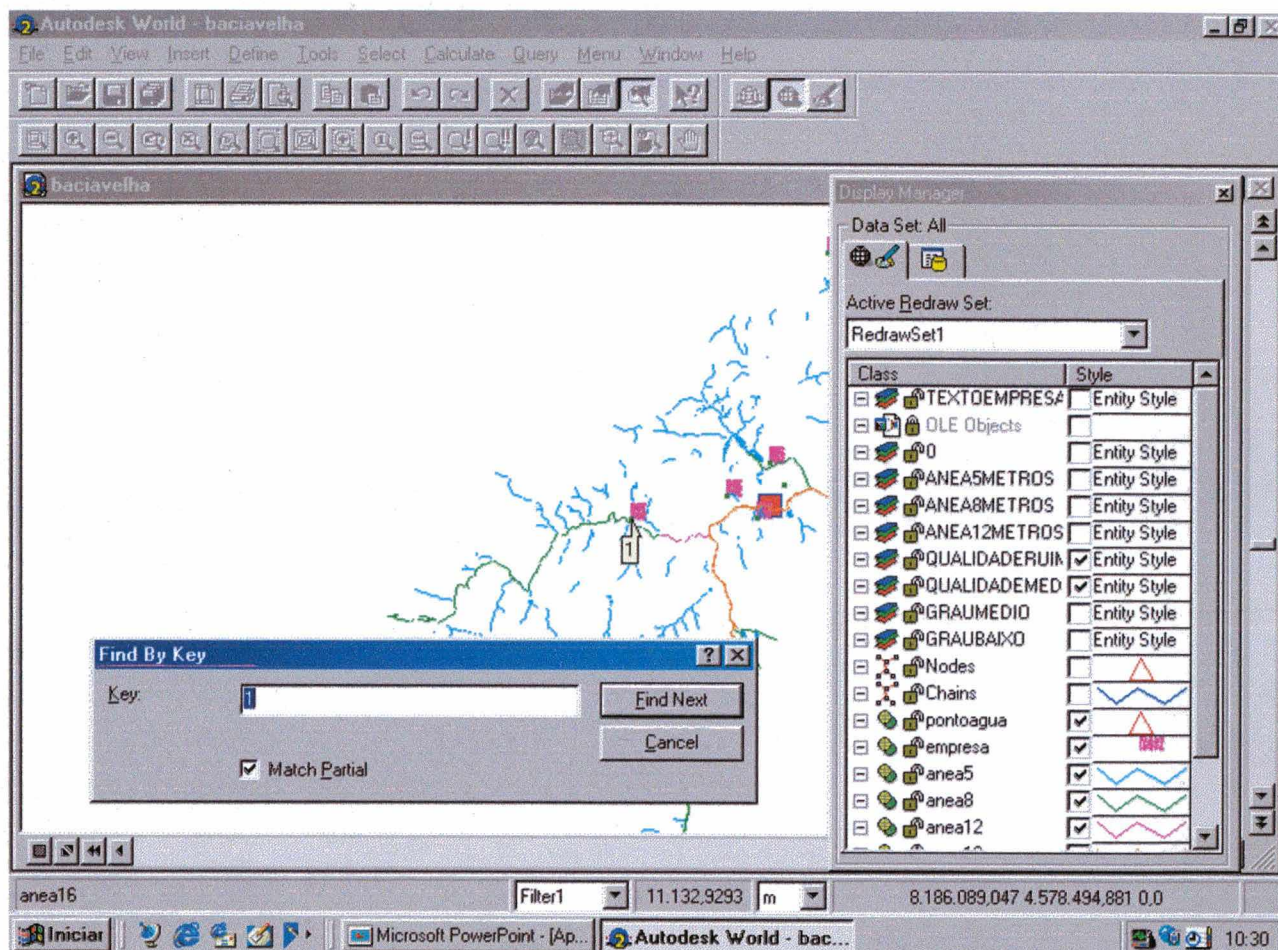 Autodesk World - baciavelha
File Edit View Insert Define Tools Select Calculate Query Menu Window Help
baciavelha
Display Manager
Data Set: All
Active Redraw Set:
RedrawSet1
Class Style
TEXTOEMPRESA Entity Style
OLE Objects
0 Entity Style
ANEA5METROS Entity Style
ANEA8METROS Entity Style
ANEA12METROS Entity Style
QUALIDADERUIM Entity Style
QUALIDADEMED Entity Style
GRAUMEDIO Entity Style
GRAUBAIXO Entity Style
Nodes
Chains
pontoagua
empresa
anea5
anea8
anea12
1
Find By Key
Key:
1
Find Next
Cancel
Match Partial
anea16 Filter1 11.132,9293 m 8.186.089,047 4.578.494,881 0,0
Iniciar Microsoft PowerPoint - [Ap... Autodesk World - bac... 10:30